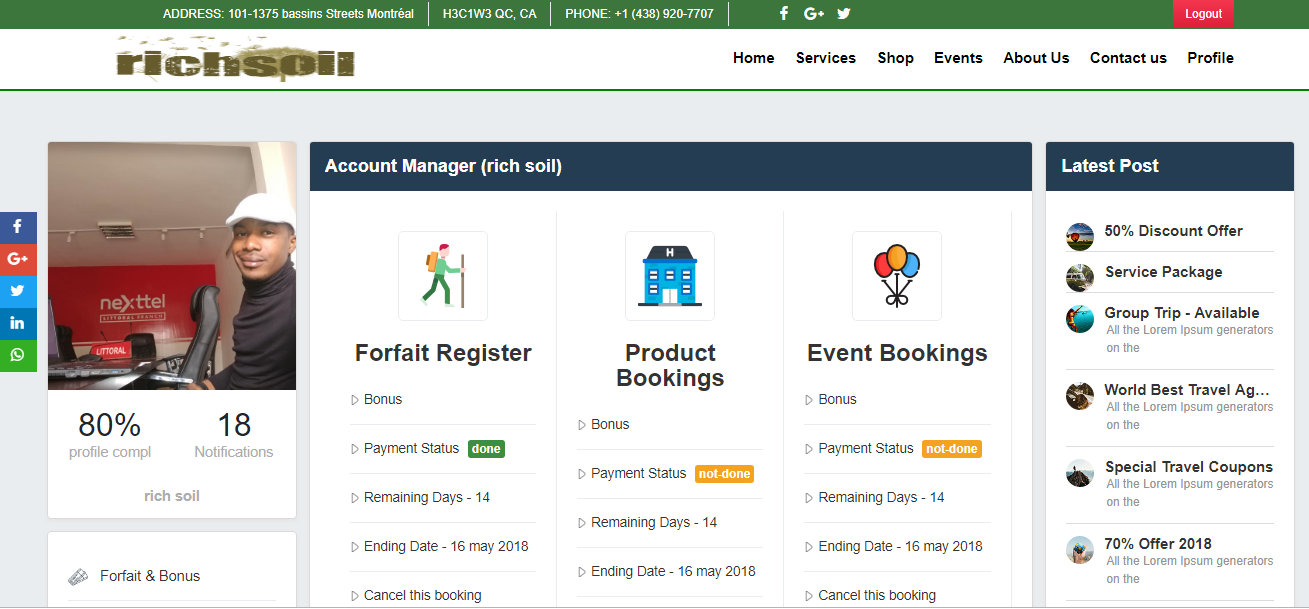 ADDRESS: 101-1375 bassins Streets Montréal
H3C1W3 QC, CA
PHONE: +1 (438) 920-7707
Logout
richsoil
Home
Services
Shop
Events
About Us
Contact us
Profile
nexttel
LITTORAL BRANCH
LITTORAL
80%
profile compl
18
Notifications
rich soil
Forfait & Bonus
Account Manager (rich soil)
Forfait Register
Bonus
Payment Status done
Remaining Days - 14
Ending Date - 16 may 2018
Cancel this booking
H
Product
Bookings
Bonus
Payment Status not-done
Remaining Days - 14
Ending Date - 16 may 2018
Event Bookings
Bonus
Payment Status not-done
Remaining Days - 14
Ending Date - 16 may 2018
Cancel this booking
Latest Post
50% Discount Offer
Service Package
Group Trip - Available
All the Lorem Ipsum generators
on the
World Best Travel Ag...
All the Lorem Ipsum generators
on the
Special Travel Coupons
All the Lorem Ipsum generators
on the
70% Offer 2018
All the Lorem Ipsum generators
on the